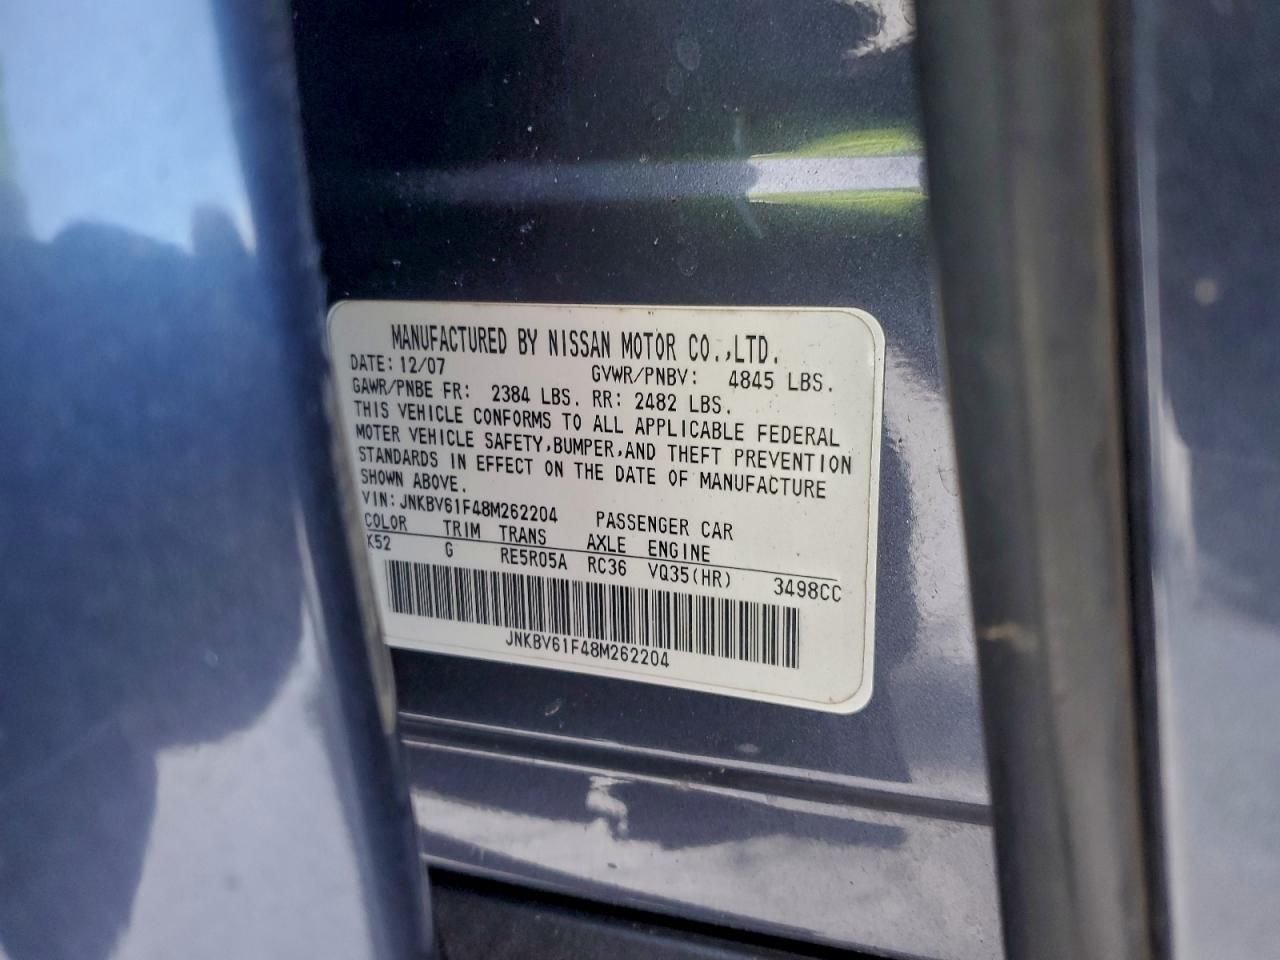 MANUFACTURED BY NISSAN MOTOR CO.,LTD.
DATE: 12/07 GVWR/PNBV: 4845 LBS.
GAWR/PNBE FR: 2384 LBS. RR: 2482 LBS.
THIS VEHICLE CONFORMS TO ALL APPLICABLE FEDERAL
MOTER VEHICLE SAFETY,BUMPER,AND THEFT PREVENTION
STANDARDS IN EFFECT ON THE DATE OF MANUFACTURE
SHOWN ABOVE.
VIN: JNKBV61F48M262204 PASSENGER CAR
COLOR TRIM TRANS AXLE ENGINE
K52 G RE5R05A RC36 VQ35(HR) 3498CC
JNKBV61F48M262204